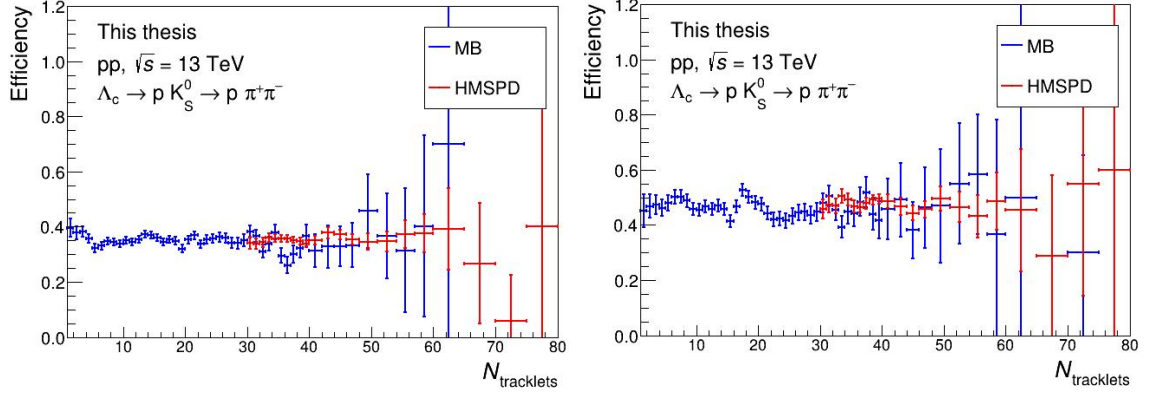 Efficiency
1.2
1.0
0.8
0.6
0.4
0.2
0.0
This thesis
pp, √s = 13 TeV
Λc → p K⁰S → p π⁺π⁻
MB
HMSPD
10 20 30 40 50 60 70 80
Ntracklets
Efficiency
1.2
1.0
0.8
0.6
0.4
0.2
0.0
This thesis
pp, √s = 13 TeV
Λc → p K⁰S → p π⁺π⁻
MB
HMSPD
10 20 30 40 50 60 70 80
Ntracklets